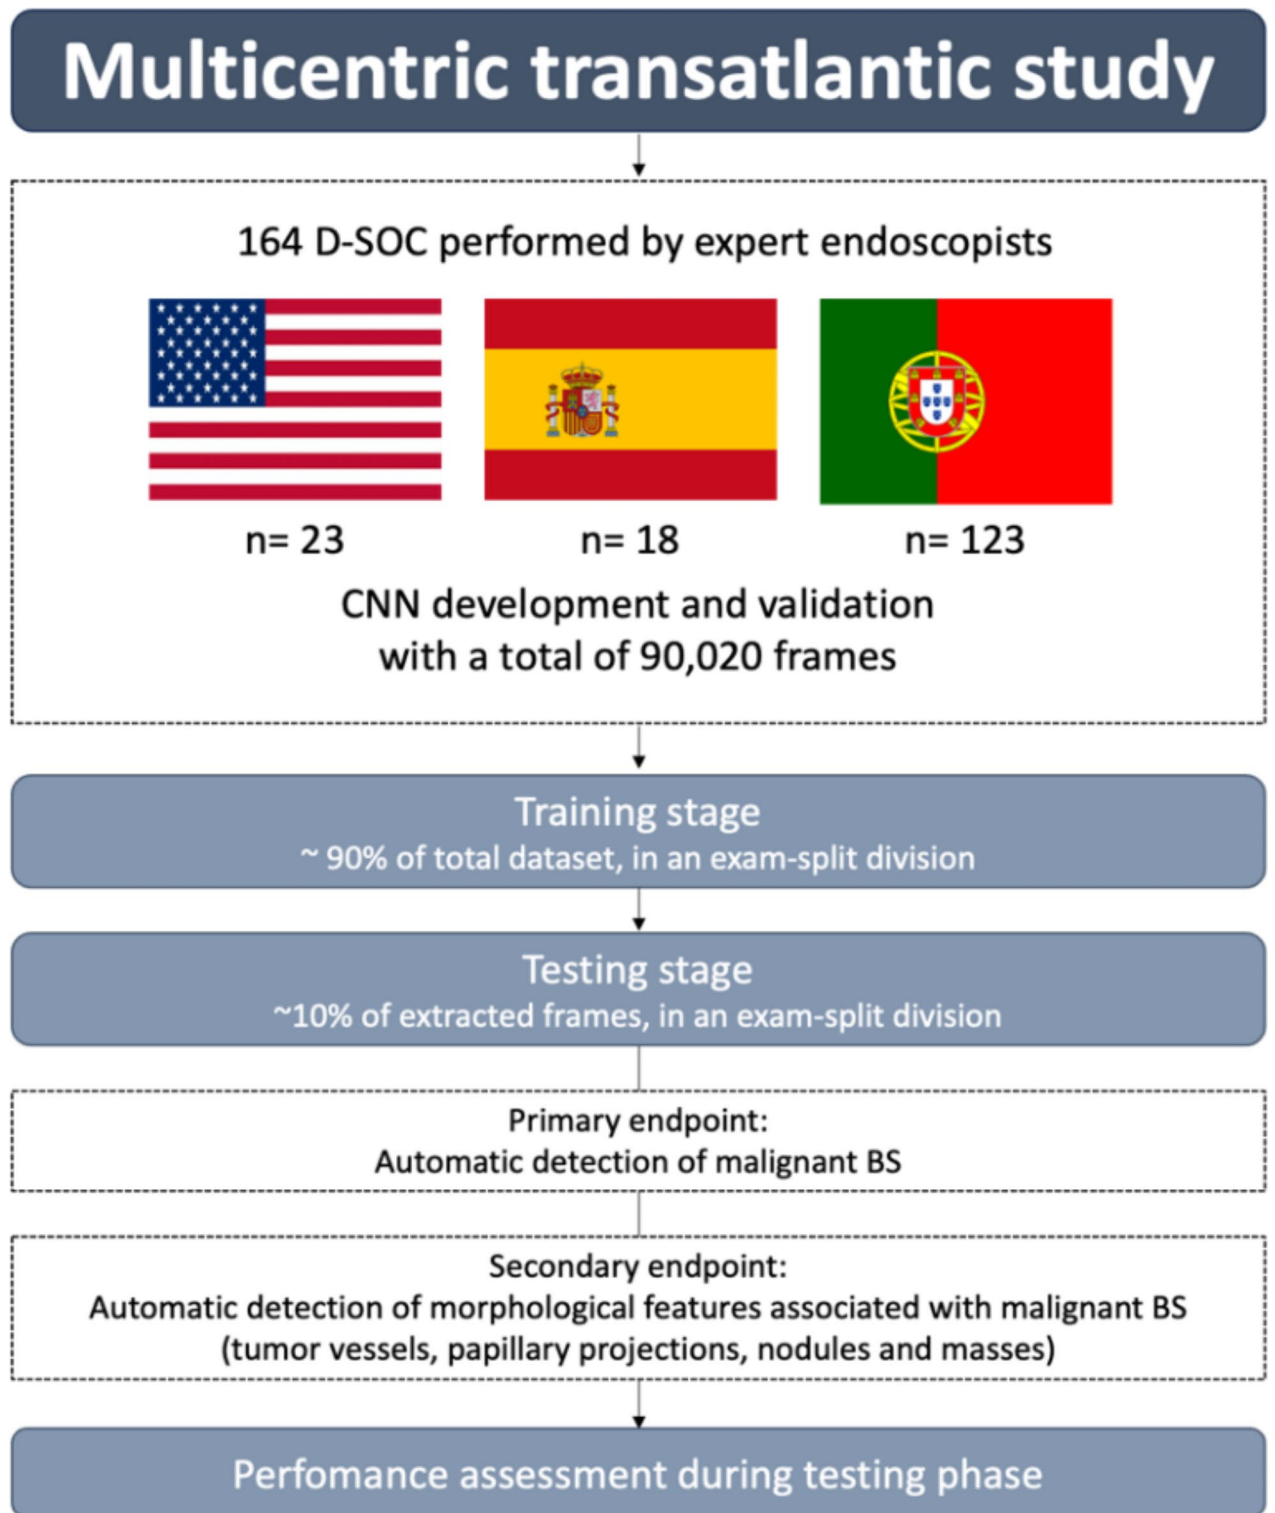 Multicentric transatlantic study
164 D-SOC performed by expert endoscopists
n= 23
n= 18
n= 123
CNN development and validation
with a total of 90,020 frames
Training stage
~ 90% of total dataset, in an exam-split division
Testing stage
~10% of extracted frames, in an exam-split division
Primary endpoint:
Automatic detection of malignant BS
Secondary endpoint:
Automatic detection of morphological features associated with malignant BS
(tumor vessels, papillary projections, nodules and masses)
Perfomance assessment during testing phase